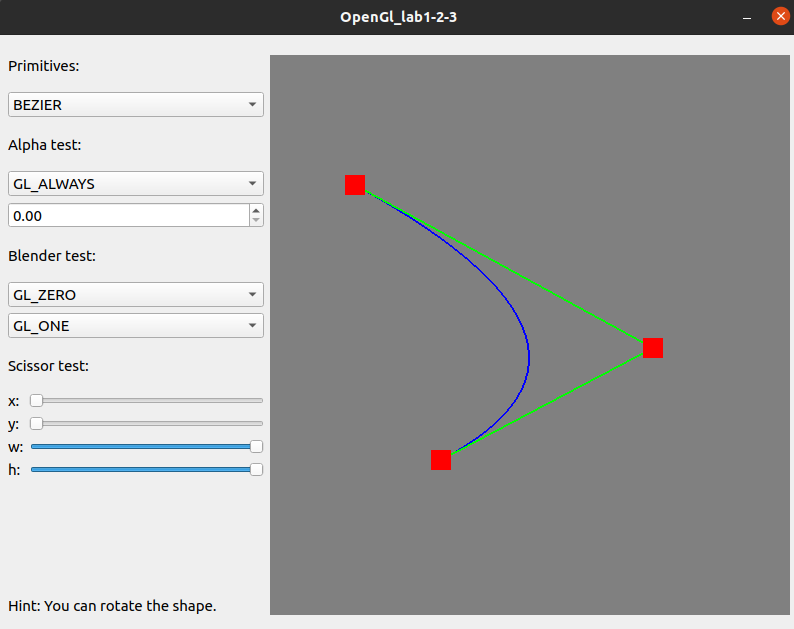 OpenGl_lab1-2-3
Primitives:
BEZIER
Alpha test:
GL_ALWAYS
0.00
Blender test:
GL_ZERO
GL_ONE
Scissor test:
x:
y:
w:
h:
Hint: You can rotate the shape.